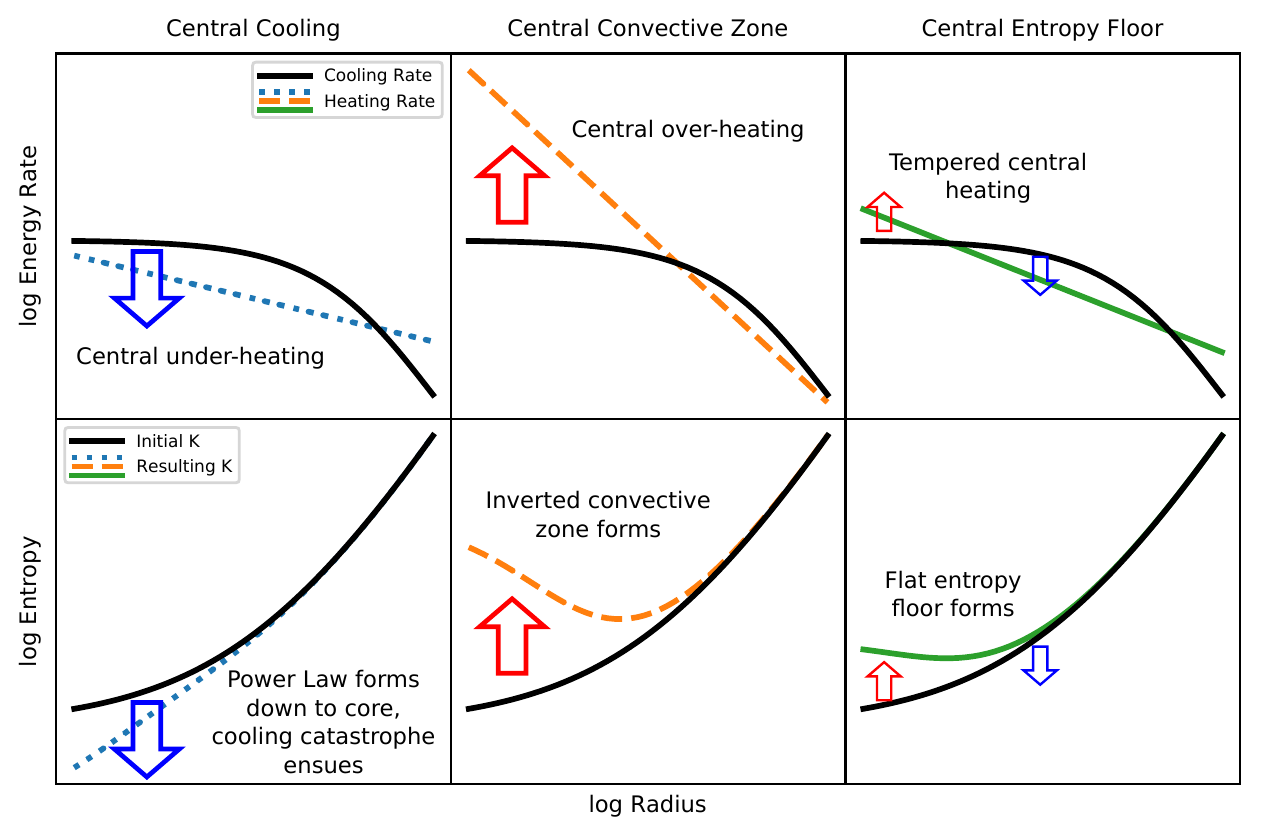 Central Cooling
Central Convective Zone
Central Entropy Floor
log Energy Rate
Cooling Rate
Heating Rate
Central under-heating
Central over-heating
Tempered central
heating
log Entropy
Initial K
Resulting K
Power Law forms
down to core,
cooling catastrophe
ensues
Inverted convective
zone forms
Flat entropy
floor forms
log Radius